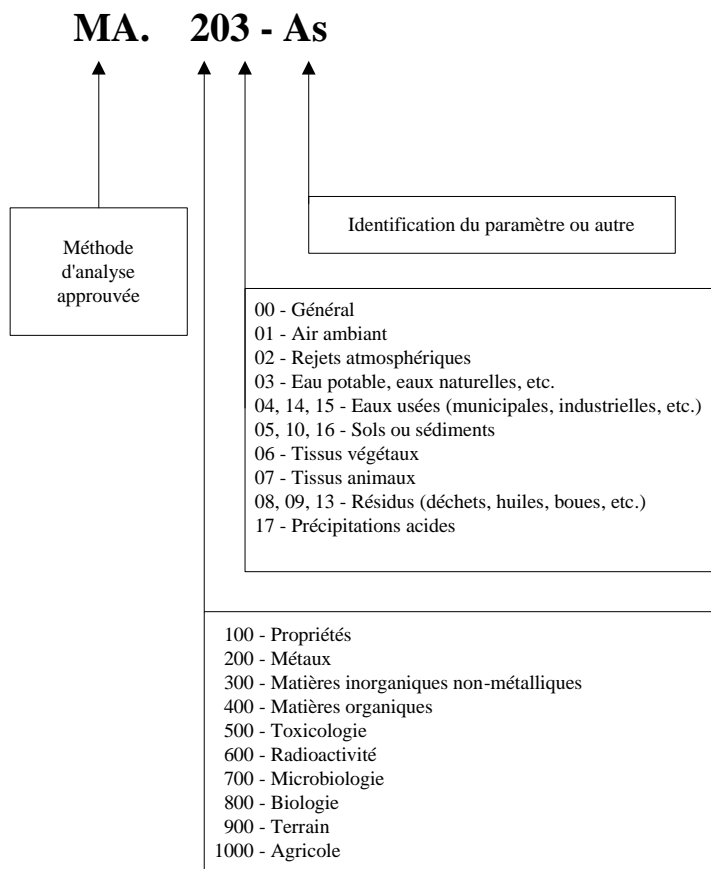 MA. 203 - As
Méthode
d'analyse
approuvée
Identification du paramètre ou autre
00 - Général
01 - Air ambiant
02 - Rejets atmosphériques
03 - Eau potable, eaux naturelles, etc.
04, 14, 15 - Eaux usées (municipales, industrielles, etc.)
05, 10, 16 - Sols ou sédiments
06 - Tissus végétaux
07 - Tissus animaux
08, 09, 13 - Résidus (déchets, huiles, boues, etc.)
17 - Précipitations acides
100 - Propriétés
200 - Métaux
300 - Matières inorganiques non-métalliques
400 - Matières organiques
500 - Toxicologie
600 - Radioactivité
700 - Microbiologie
800 - Biologie
900 - Terrain
1000 - Agricole